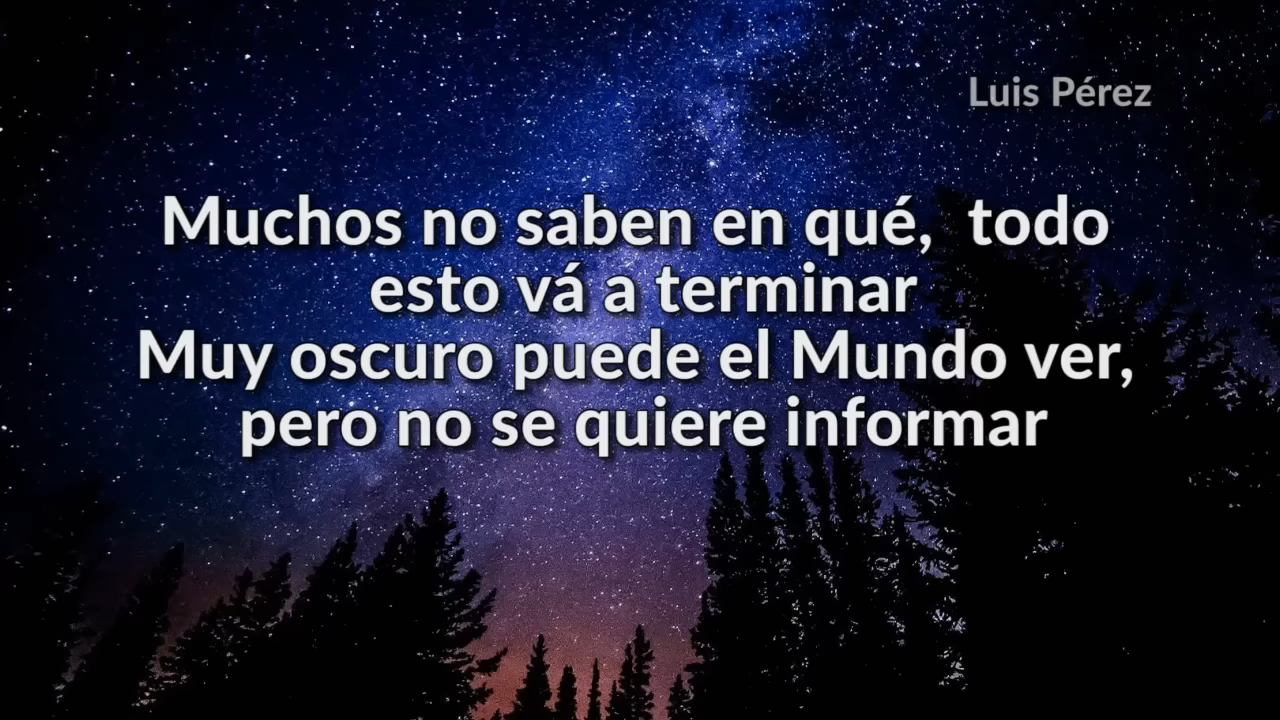 Luis Pérez
Muchos no saben en qué,  todo
esto vá a terminar
Muy oscuro puede el Mundo ver,
pero no se quiere informar